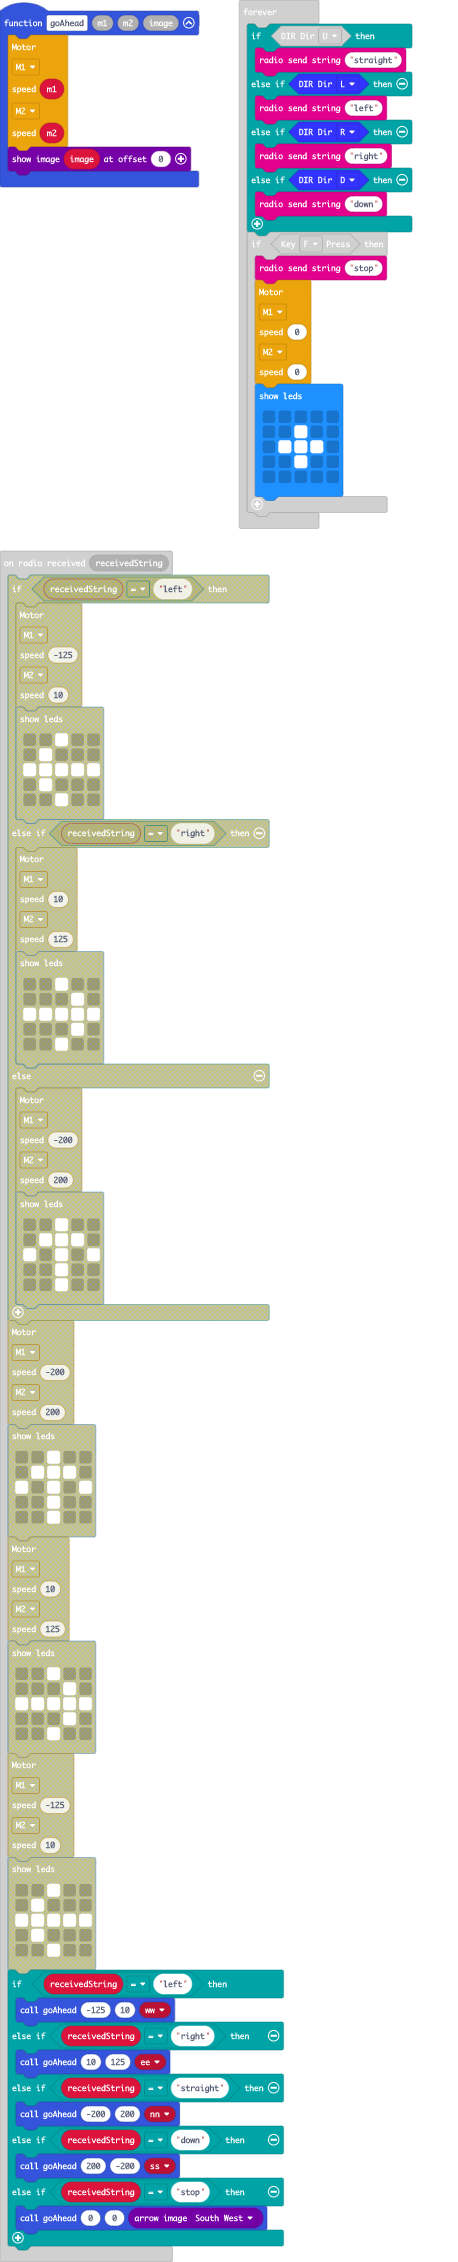 function goAhead m1 m2 image
Motor
M1
speed m1
M2
speed m2
show image image at offset 0
forever
if DIR Dir U then
radio send string "straight"
else if DIR Dir L then
radio send string "left"
else if DIR Dir R then
radio send string "right"
else if DIR Dir D then
radio send string "down"
if Key F Press then
radio send string "stop"
Motor
M1
speed 0
M2
speed 0
show leds
on radio received receivedString
if receivedString = "left" then
Motor
M1
speed -125
M2
speed 10
show leds
else if receivedString = "right" then
Motor
M1
speed 10
M2
speed 125
show leds
else
Motor
M1
speed -200
M2
speed 200
show leds
Motor
M1
speed -200
M2
speed 200
show leds
Motor
M1
speed 10
M2
speed 125
show leds
Motor
M1
speed -125
M2
speed 10
show leds
if receivedString = "left" then
call goAhead -125 10 ww
else if receivedString = "right" then
call goAhead 10 125 ee
else if receivedString = "straight" then
call goAhead -200 200 nn
else if receivedString = "down" then
call goAhead 200 -200 ss
else if receivedString = "stop" then
call goAhead 0 0 arrow image South West